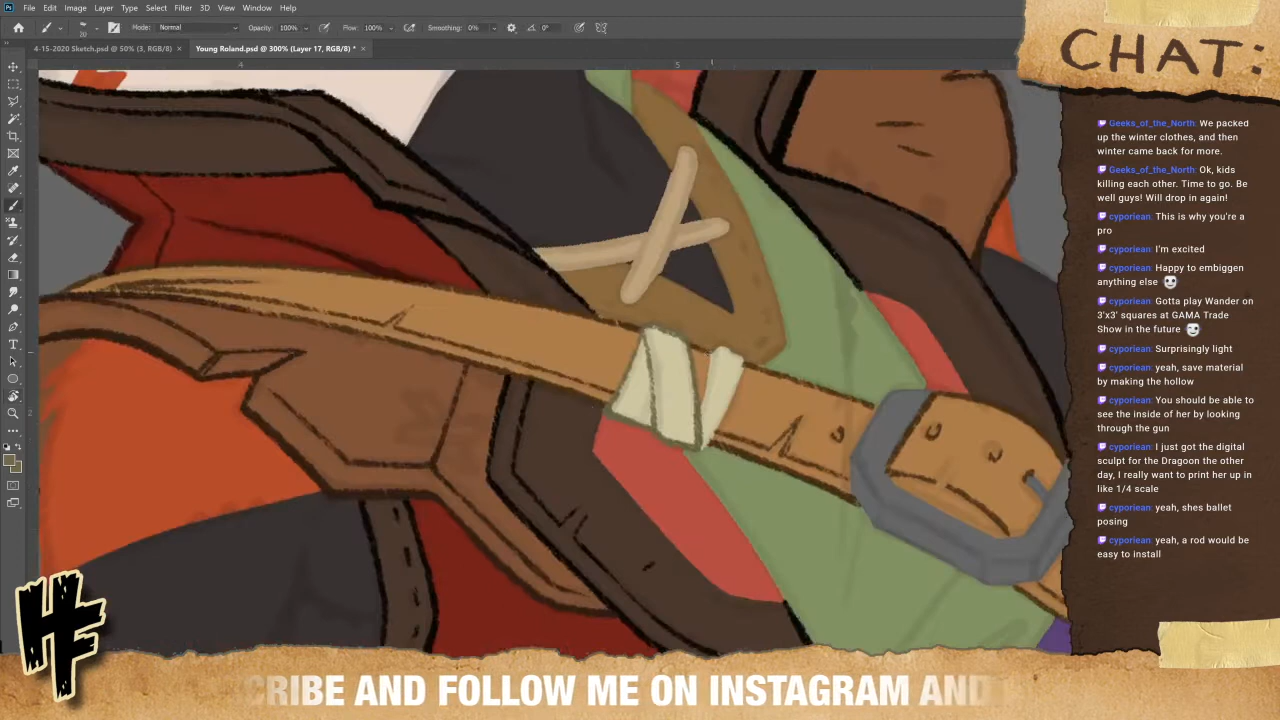 File Edit Image Layer Type Select Filter 3D View Window Help
Mode: Normal Opacity: 100% Flow: 100% Smoothing: 0% 0°
4-15-2020 Sketch.psd @ 50% (3, RGB/8) × Young Roland.psd @ 300% (Layer 17, RGB/8) * ×
4 5
2
CHAT:
Geeks_of_the_North: We packed
up the winter clothes, and then
winter came back for more.
Geeks_of_the_North: Ok, kids
killing each other. Time to go. Be
well guys! Will drop in again!
cyporiean: This is why you're a
pro
cyporiean: I'm excited
cyporiean: Happy to embiggen
anything else
cyporiean: Gotta play Wander on
3'x3' squares at GAMA Trade
Show in the future
cyporiean: Surprisingly light
cyporiean: yeah, save material
by making the hollow
cyporiean: You should be able to
see the inside of her by looking
through the gun
cyporiean: I just got the digital
sculpt for the Dragoon the other
day, I really want to print her up in
like 1/4 scale
cyporiean: yeah, shes ballet
posing
cyporiean: yeah, a rod would be
easy to install
HF
CRIBE AND FOLLOW ME ON INSTAGRAM AND